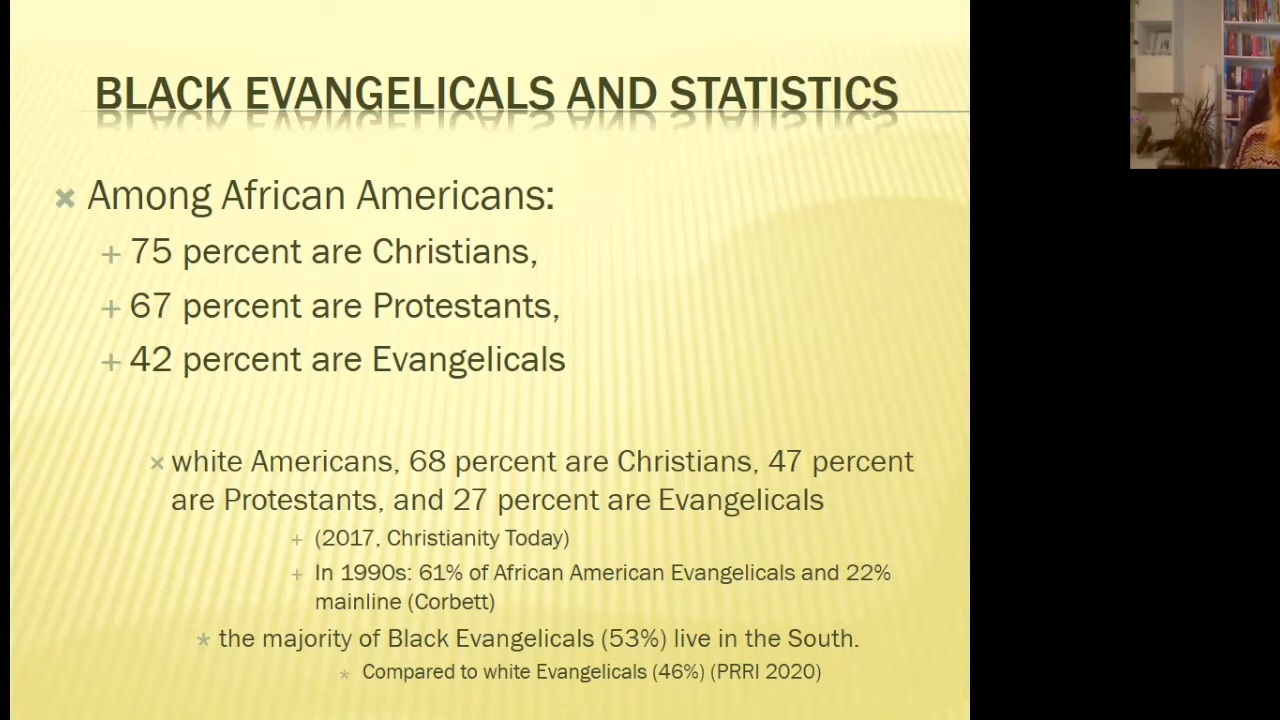 BLACK EVANGELICALS AND STATISTICS
Among African Americans:
75 percent are Christians,
67 percent are Protestants,
42 percent are Evangelicals
white Americans, 68 percent are Christians, 47 percent
are Protestants, and 27 percent are Evangelicals
(2017, Christianity Today)
In 1990s: 61% of African American Evangelicals and 22%
mainline (Corbett)
the majority of Black Evangelicals (53%) live in the South.
Compared to white Evangelicals (46%) (PRRI 2020)